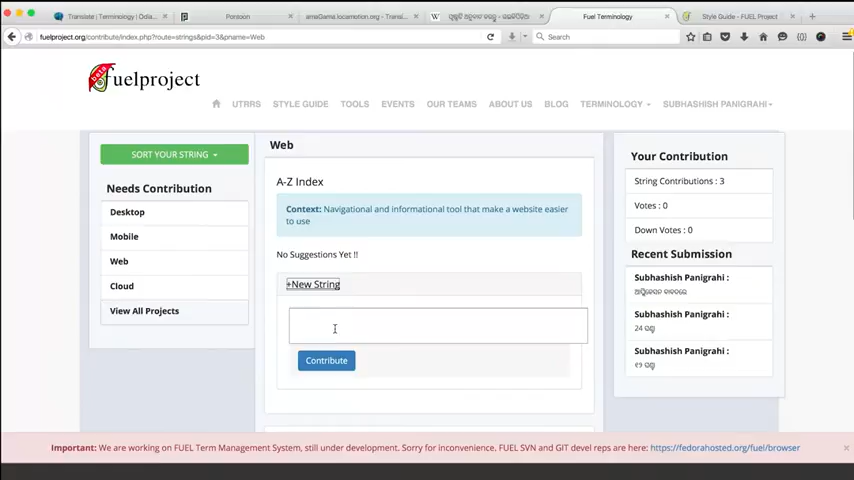 Translate | Terminology | Odia...
Pontoon
amaGama.locamotion.org - Transl...
Fuel Terminology
Style Guide - FUEL Project
fuelproject.org/contribute/index.php?route=strings&pid=3&pname=Web
Search
beta
fuelproject
UTRRS STYLE GUIDE TOOLS EVENTS OUR TEAMS ABOUT US BLOG TERMINOLOGY SUBHASHISH PANIGRAHI
SORT YOUR STRING
Needs Contribution
Desktop
Mobile
Web
Cloud
View All Projects
Web
A-Z Index
Context: Navigational and informational tool that make a website easier
to use
No Suggestions Yet !!
+New String
Contribute
Your Contribution
String Contributions : 3
Votes : 0
Down Votes : 0
Recent Submission
Subhashish Panigrahi :
Subhashish Panigrahi :
24 ଘଣ୍ଟା
Subhashish Panigrahi :
୧୨ ଘଣ୍ଟା
Important: We are working on FUEL Term Management System, still under development. Sorry for inconvenience. FUEL SVN and GIT devel reps are here: https://fedorahosted.org/fuel/browser